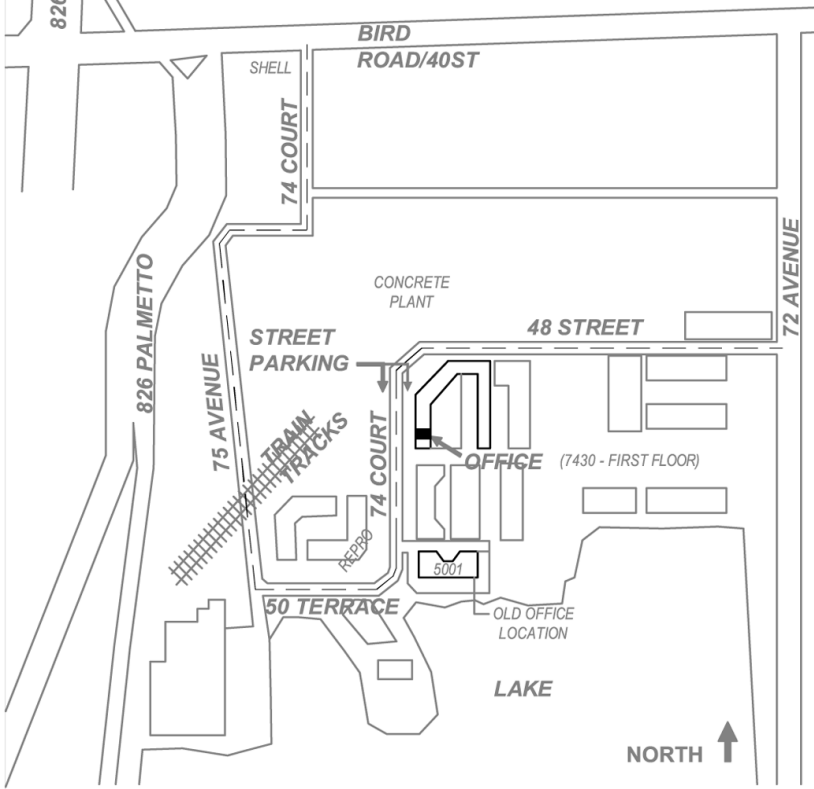 826
BIRD
ROAD/40ST
SHELL
74 COURT
72 AVENUE
826 PALMETTO
CONCRETE
PLANT
48 STREET
STREET
PARKING
75 AVENUE
TRAIN
TRACKS
74 COURT
OFFICE
(7430 - FIRST FLOOR)
REPRO
5001
50 TERRACE
OLD OFFICE
LOCATION
LAKE
NORTH